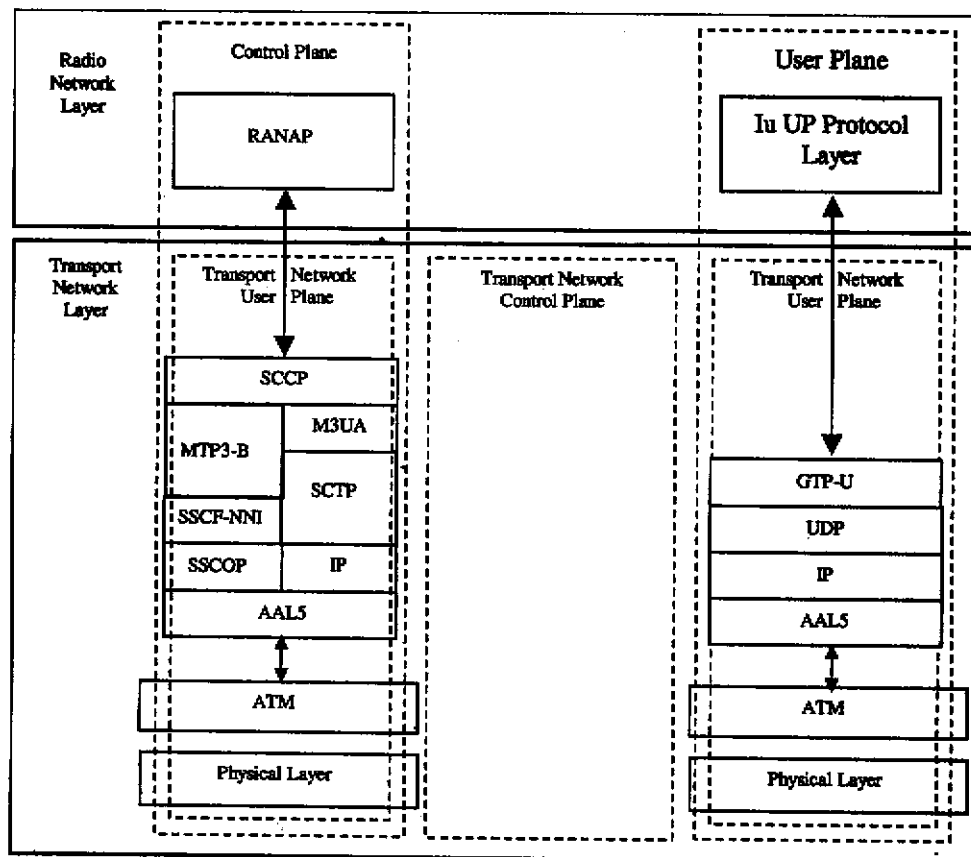 Radio
Network
Layer
Control Plane
RANAP
User Plane
Iu UP Protocol
Layer
Transport
Network
Layer
Transport Network
User Plane
SCCP
MTP3-B
M3UA
SCTP
SSCF-NNI
SSCOP
IP
AAL5
ATM
Physical Layer
Transport Network
Control Plane
Transport Network
User Plane
GTP-U
UDP
IP
AAL5
ATM
Physical Layer